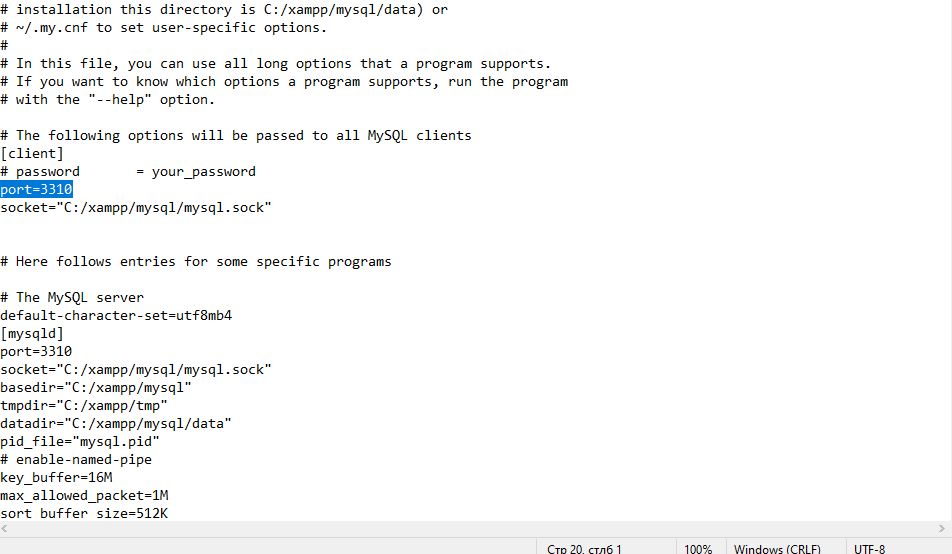 # installation this directory is C:/xampp/mysql/data) or
# ~/.my.cnf to set user-specific options.
#
# In this file, you can use all long options that a program supports.
# If you want to know which options a program supports, run the program
# with the "--help" option.
# The following options will be passed to all MySQL clients
[client]
# password       = your_password
port=3310
socket="C:/xampp/mysql/mysql.sock"
# Here follows entries for some specific programs
# The MySQL server
default-character-set=utf8mb4
[mysqld]
port=3310
socket="C:/xampp/mysql/mysql.sock"
basedir="C:/xampp/mysql"
tmpdir="C:/xampp/tmp"
datadir="C:/xampp/mysql/data"
pid_file="mysql.pid"
# enable-named-pipe
key_buffer=16M
max_allowed_packet=1M
sort_buffer_size=512K
Стр 20, стлб 1 100% Windows (CRLF) UTF-8